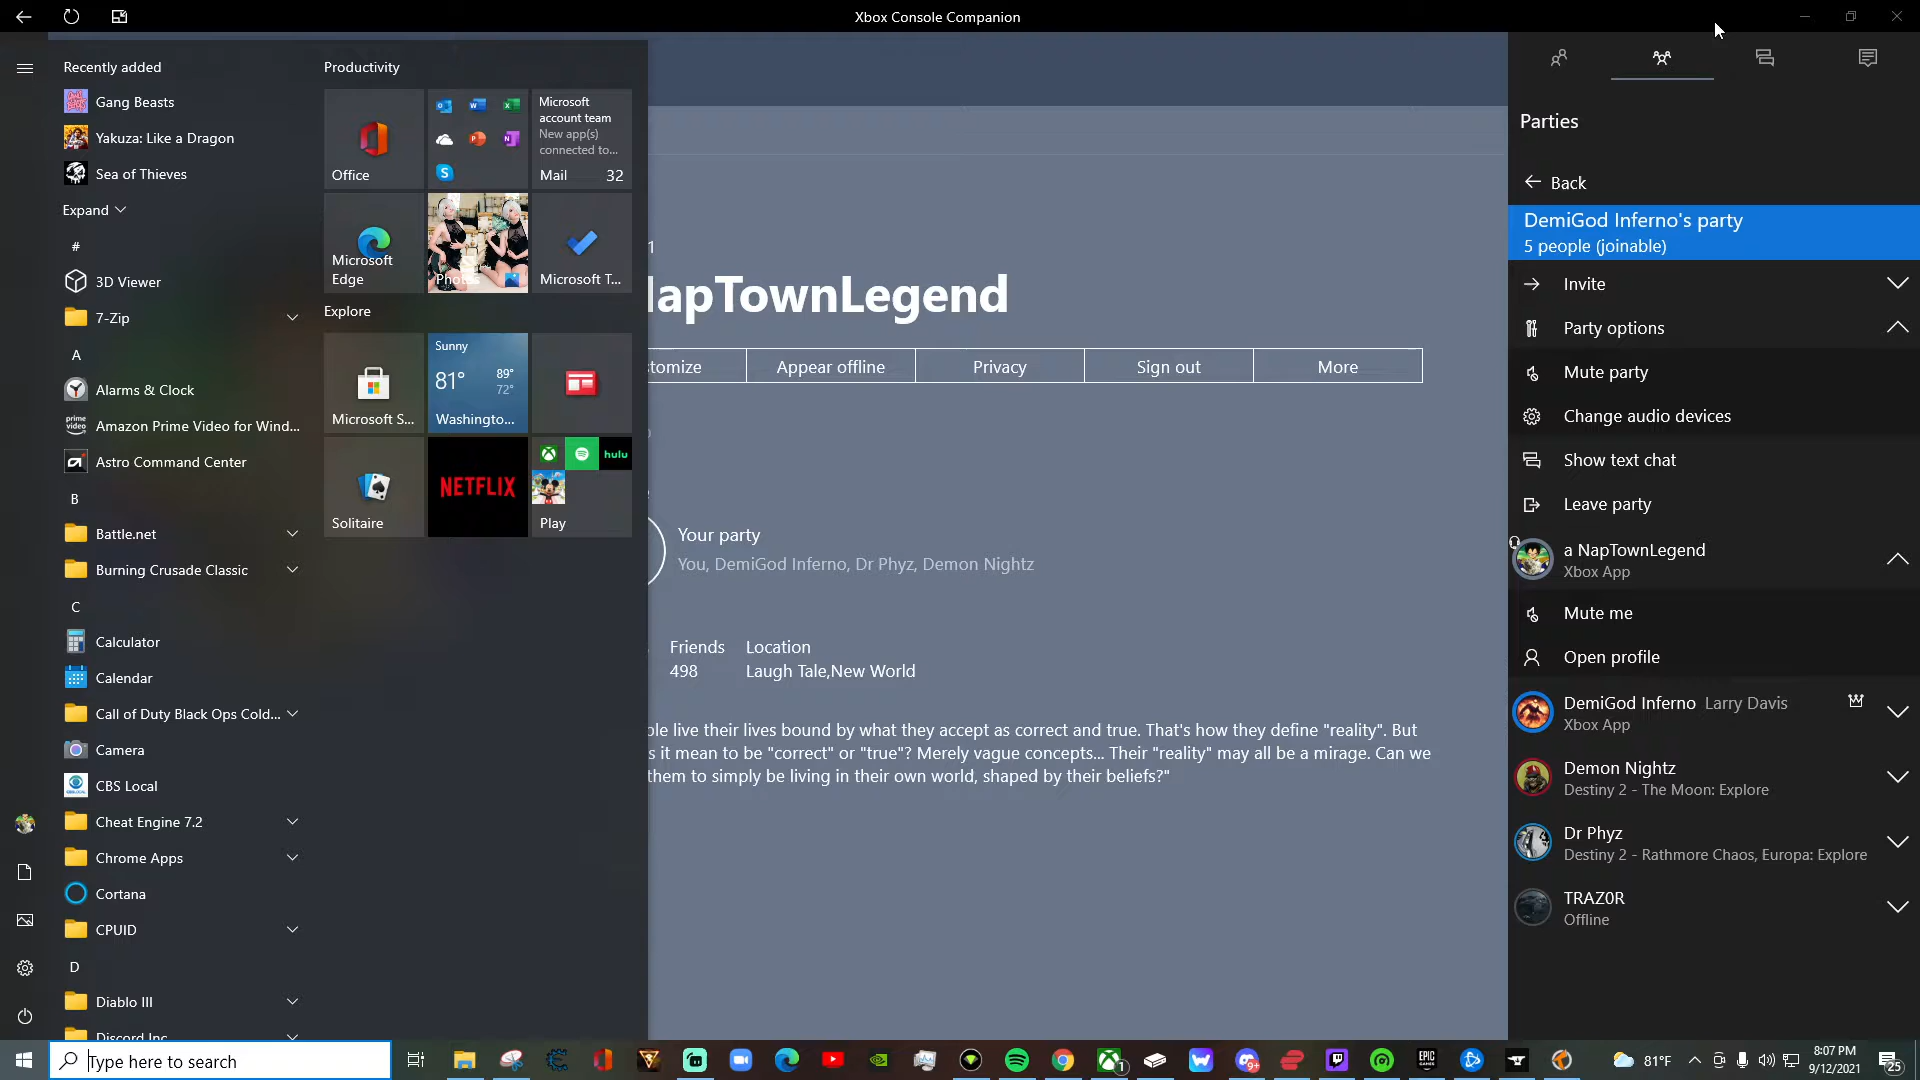 Xbox Console Companion
Recently added
Gang Beasts
Yakuza: Like a Dragon
Sea of Thieves
Expand
#
3D Viewer
7-Zip
A
Alarms & Clock
Amazon Prime Video for Wind...
Astro Command Center
B
Battle.net
Burning Crusade Classic
C
Calculator
Calendar
Call of Duty Black Ops Cold...
Camera
CBS Local
Cheat Engine 7.2
Chrome Apps
Cortana
CPUID
D
Diablo III
Discord Inc
Type here to search
Productivity
Office
Microsoft
account team
New app(s)
connected to...
Mail 32
Microsoft
Edge
Photos
Microsoft T...
Explore
Microsoft S...
Sunny
81° 89°
72°
Washingto...
Solitaire
NETFLIX
hulu
Play
1
apTownLegend
tomize
Appear offline
Privacy
Sign out
More
Your party
You, DemiGod Inferno, Dr Phyz, Demon Nightz
Friends Location
498 Laugh Tale,New World
ple live their lives bound by what they accept as correct and true. That's how they define "reality". But
s it mean to be "correct" or "true"? Merely vague concepts... Their "reality" may all be a mirage. Can we
them to simply be living in their own world, shaped by their beliefs?"
Parties
Back
DemiGod Inferno's party
5 people (joinable)
Invite
Party options
Mute party
Change audio devices
Show text chat
Leave party
a NapTownLegend
Xbox App
Mute me
Open profile
DemiGod Inferno Larry Davis
Xbox App
Demon Nightz
Destiny 2 - The Moon: Explore
Dr Phyz
Destiny 2 - Rathmore Chaos, Europa: Explore
TRAZ0R
Offline
81°F
8:07 PM
9/12/2021
25